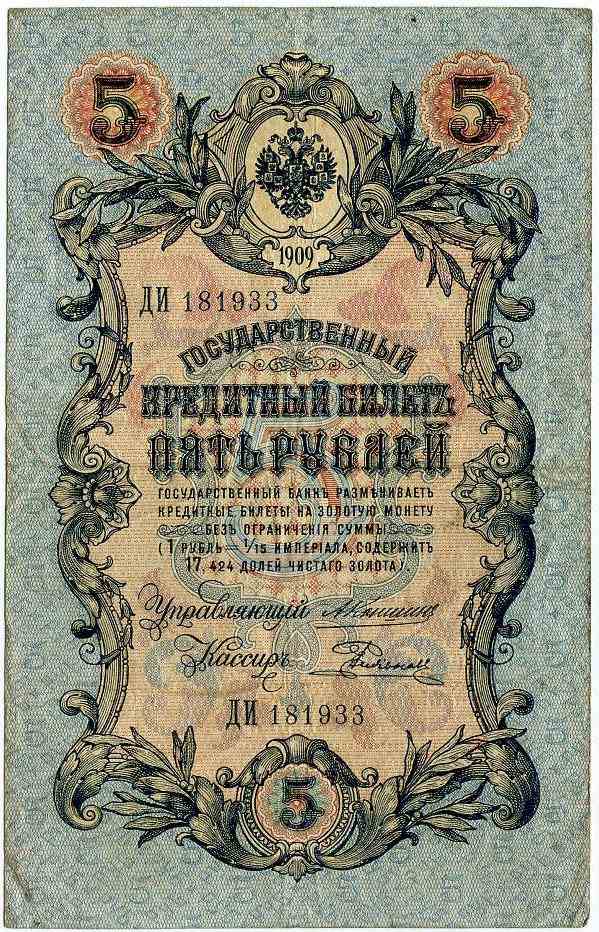 5 5
1909
ДИ 181933
ГОСУДАРСТВЕННЫЙ
КРЕДИТНЫЙ БИЛЕТЪ
ПЯТЬ РУБЛЕЙ
ГОСУДАРСТВЕННЫЙ БАНКЪ РАЗМѢНИВАЕТЪ
КРЕДИТНЫЕ БИЛЕТЫ НА ЗОЛОТУЮ МОНЕТУ
БЕЗЪ ОГРАНИЧЕНІЯ СУММЫ
(1 РУБЛЬ = 1/15 ИМПЕРІАЛА, СОДЕРЖИТЪ
17,424 ДОЛЕЙ ЧИСТАГО ЗОЛОТА).
Управляющій
Кассиръ
ДИ 181933
5